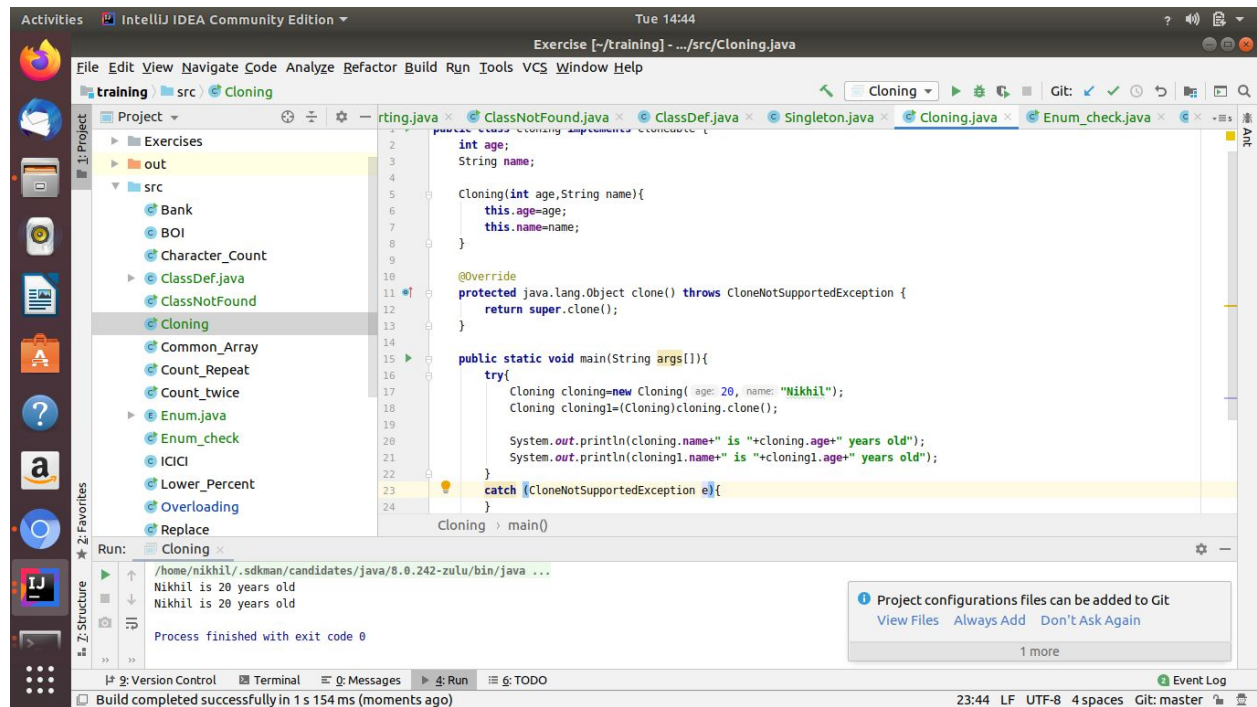 Activities IntelliJ IDEA Community Edition Tue 14:44
Exercise [~/training] - .../src/Cloning.java
File Edit View Navigate Code Analyze Refactor Build Run Tools VCS Window Help
training src Cloning Cloning Git:
1: Project
Project
Exercises
out
src
Bank
BOI
Character_Count
ClassDef.java
ClassNotFound
Cloning
Common_Array
Count_Repeat
Count_twice
Enum.java
Enum_check
ICICI
Lower_Percent
Overloading
Replace
rting.java ClassNotFound.java ClassDef.java Singleton.java Cloning.java Enum_check.java
Ant
public class Cloning implements Cloneable {
2 int age;
3 String name;
4
5 Cloning(int age,String name){
6 this.age=age;
7 this.name=name;
8 }
9
10 @Override
11 protected java.lang.Object clone() throws CloneNotSupportedException {
12 return super.clone();
13 }
14
15 public static void main(String args[]){
16 try{
17 Cloning cloning=new Cloning( age: 20, name: "Nikhil");
18 Cloning cloning1=(Cloning)cloning.clone();
19
20 System.out.println(cloning.name+" is "+cloning.age+" years old");
21 System.out.println(cloning1.name+" is "+cloning1.age+" years old");
22 }
23 catch (CloneNotSupportedException e){
24 }
Cloning › main()
2: Favorites
Z: Structure
Run: Cloning
/home/nikhil/.sdkman/candidates/java/8.0.242-zulu/bin/java ...
Nikhil is 20 years old
Nikhil is 20 years old
Process finished with exit code 0
Project configurations files can be added to Git
View Files Always Add Don't Ask Again
1 more
9: Version Control Terminal 0: Messages 4: Run 6: TODO 2 Event Log
Build completed successfully in 1 s 154 ms (moments ago) 23:44 LF UTF-8 4 spaces Git: master